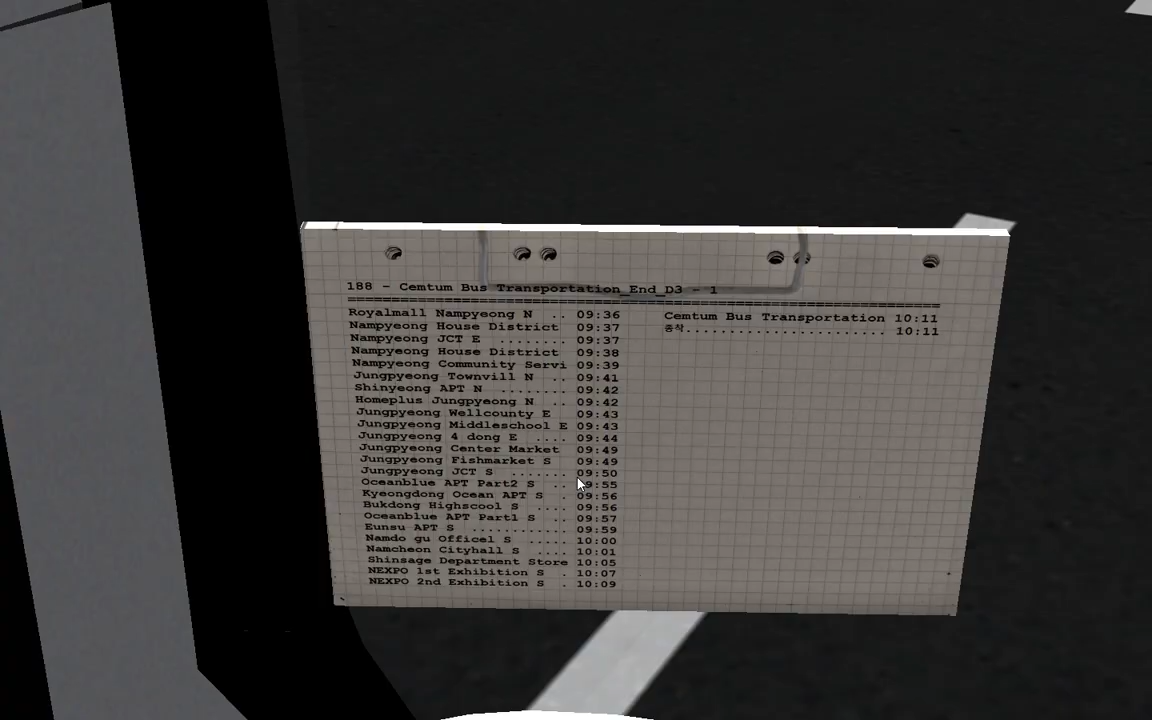 188 - Cemtum Bus Transportation_End_D3 - 1
Royalmall Nampyeong N .. 09:36
Nampyeong House District 09:37
Nampyeong JCT E ........ 09:37
Nampyeong House District 09:38
Nampyeong Community Servi 09:39
Jungpyeong Townvill N .. 09:41
Shinyeong APT N ........ 09:42
Homeplus Jungpyeong N .. 09:42
Jungpyeong Wellcounty E 09:43
Jungpyeong Middleschool E 09:43
Jungpyeong 4 dong E .... 09:44
Jungpyeong Center Market 09:49
Jungpyeong Fishmarket S 09:49
Jungpyeong JCT S ....... 09:50
Oceanblue APT Part2 S .. 09:55
Kyeongdong Ocean APT S . 09:56
Bukdong Highscool S .... 09:56
Oceanblue APT Part1 S .. 09:57
Eunsu APT S ............ 09:59
Namdo gu Officel S ..... 10:00
Namcheon Cityhall S .... 10:01
Shinsage Department Store 10:05
NEXPO 1st Exhibition S . 10:07
NEXPO 2nd Exhibition S . 10:09
Cemtum Bus Transportation 10:11
종착....................... 10:11